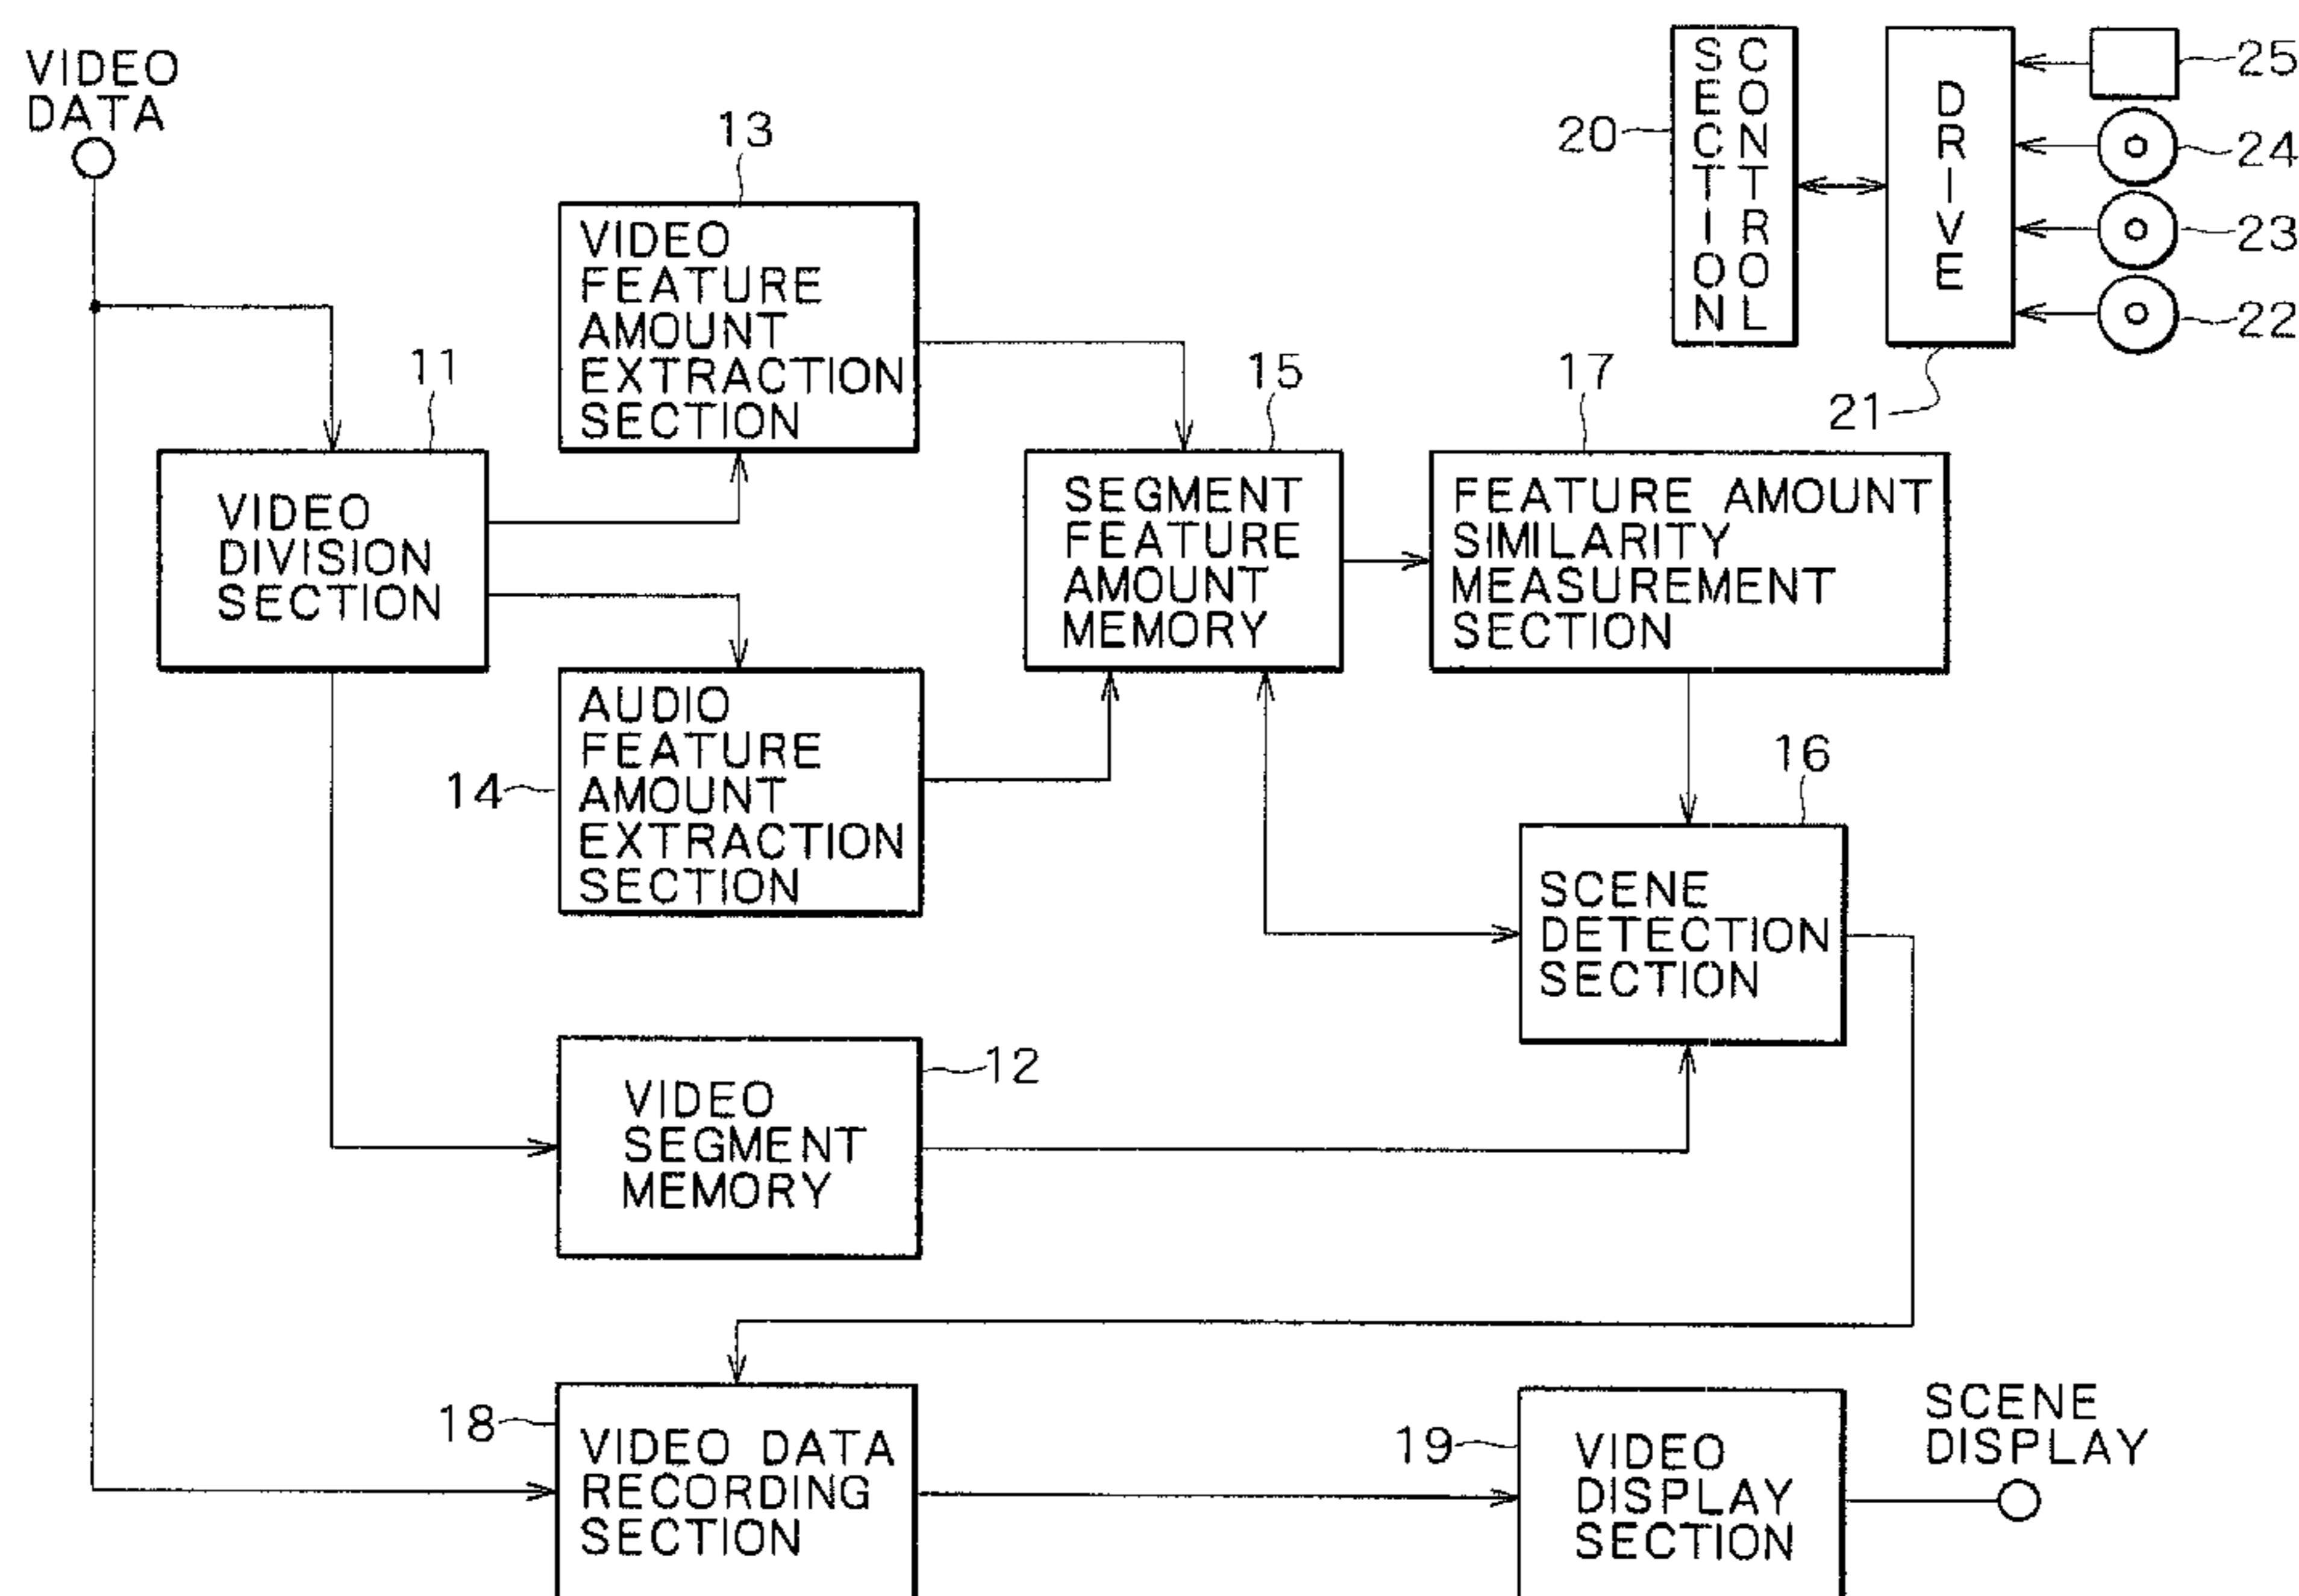 VIDEO
DATA
13
VIDEO
FEATURE
AMOUNT
EXTRACTION
SECTION
20
CONTROL
SECTION
DRIVE
21
25
24
23
22
11
VIDEO
DIVISION
SECTION
15
SEGMENT
FEATURE
AMOUNT
MEMORY
17
FEATURE AMOUNT
SIMILARITY
MEASUREMENT
SECTION
14
AUDIO
FEATURE
AMOUNT
EXTRACTION
SECTION
16
SCENE
DETECTION
SECTION
12
VIDEO
SEGMENT
MEMORY
18
VIDEO DATA
RECORDING
SECTION
19
VIDEO
DISPLAY
SECTION
SCENE
DISPLAY